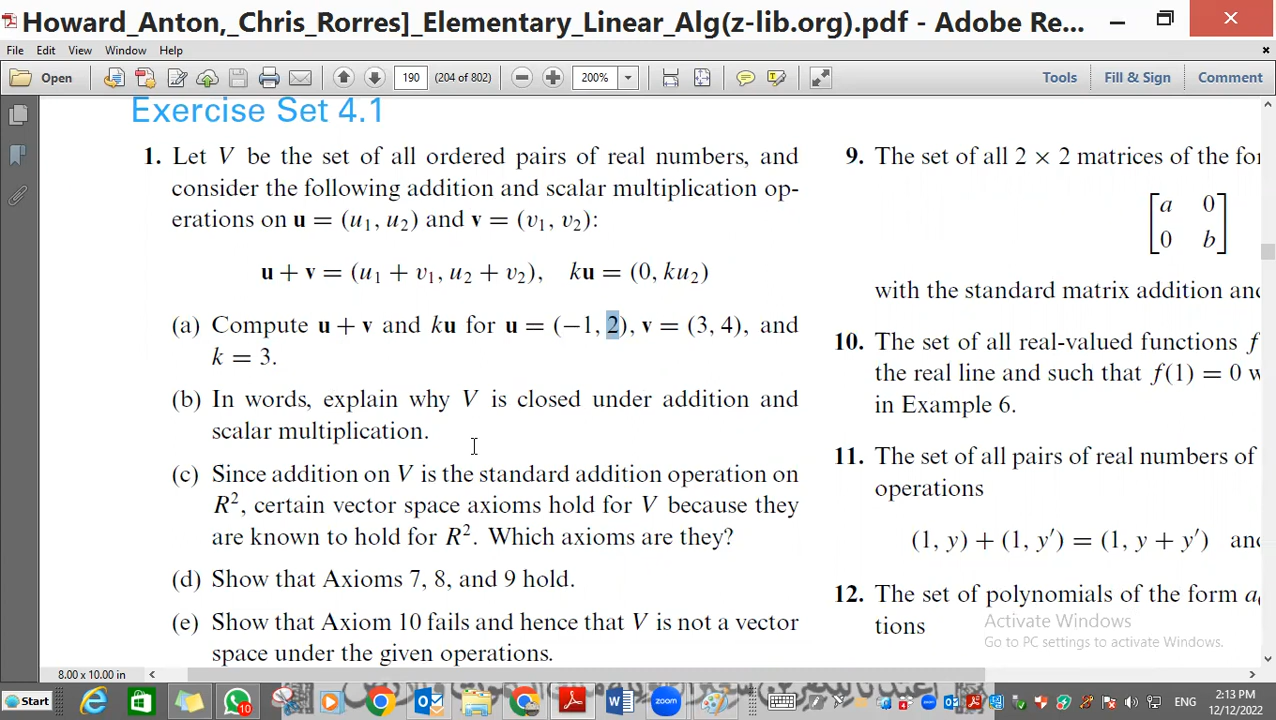 Howard_Anton,_Chris_Rorres]_Elementary_Linear_Alg(z-lib.org).pdf - Adobe Re...
File Edit View Window Help
Open 190 (204 of 802) 200% Tools Fill & Sign Comment
Exercise Set 4.1
1. Let V be the set of all ordered pairs of real numbers, and
consider the following addition and scalar multiplication op-
erations on u = (u₁, u₂) and v = (v₁, v₂):
u + v = (u₁ + v₁, u₂ + v₂), ku = (0, ku₂)
(a) Compute u + v and ku for u = (−1, 2), v = (3, 4), and
k = 3.
(b) In words, explain why V is closed under addition and
scalar multiplication.
(c) Since addition on V is the standard addition operation on
R², certain vector space axioms hold for V because they
are known to hold for R². Which axioms are they?
(d) Show that Axioms 7, 8, and 9 hold.
(e) Show that Axiom 10 fails and hence that V is not a vector
space under the given operations.
9. The set of all 2 × 2 matrices of the fo
a 0
0 b
with the standard matrix addition and
10. The set of all real-valued functions f
the real line and such that f(1) = 0 w
in Example 6.
11. The set of all pairs of real numbers of
operations
(1, y) + (1, y′) = (1, y + y′) and
12. The set of polynomials of the form a
tions
Activate Windows
Go to PC settings to activate Windows.
8.00 x 10.00 in
Start 10 zoom ENG
2:13 PM
12/12/2022